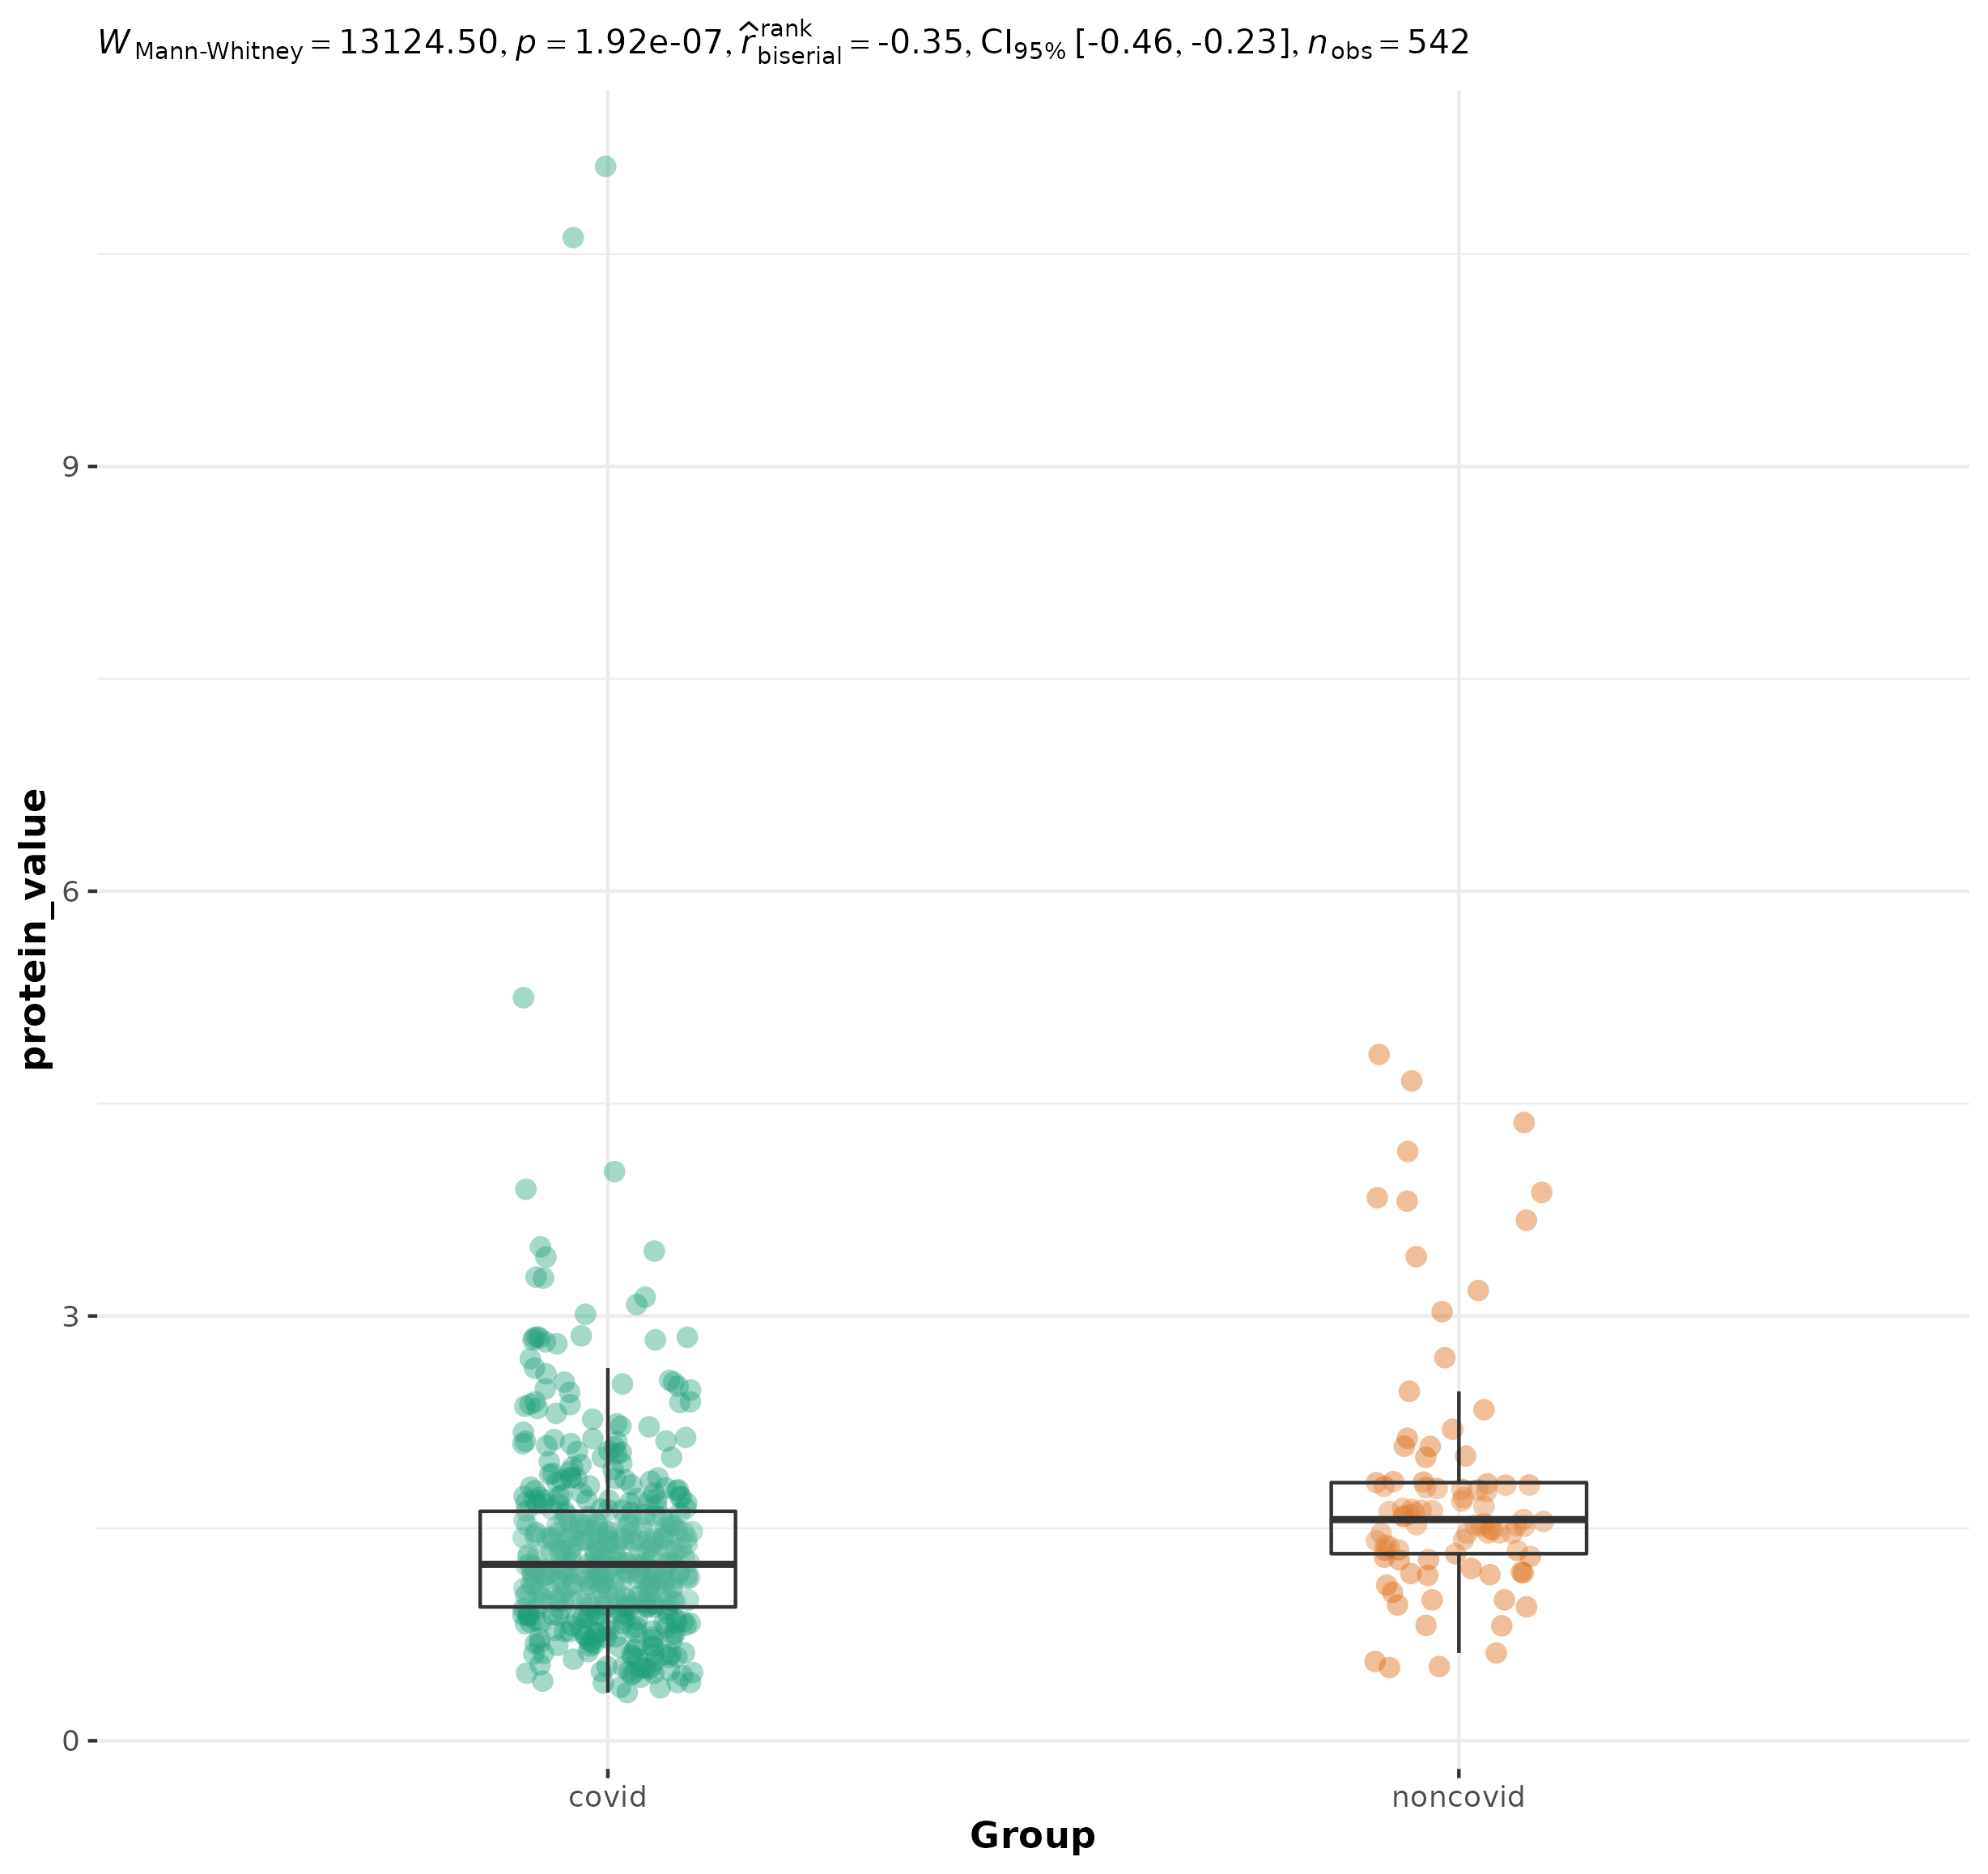 W Mann-Whitney = 13124.50, p = 1.92e-07, r̂ rank biserial = -0.35, CI95% [-0.46, -0.23], nobs = 542
9
6
3
0
protein_value
covid noncovid
Group